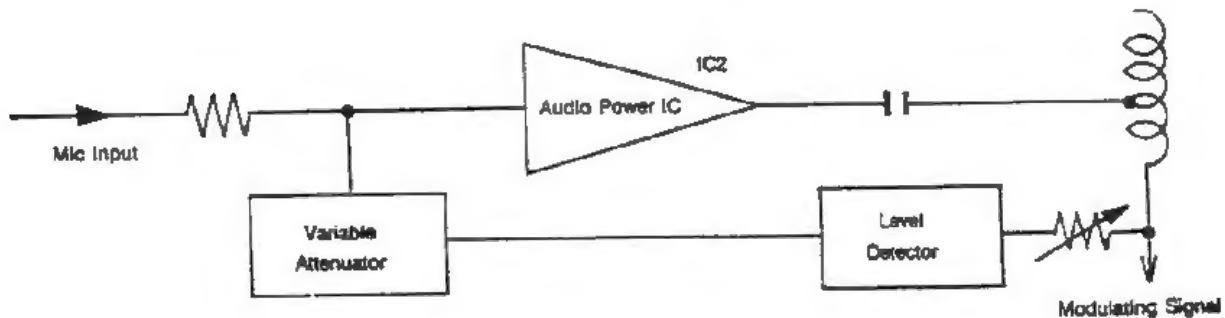 IC2
Audio Power IC
Mic Input
Variable
Attenuator
Level
Detector
Modulating Signal